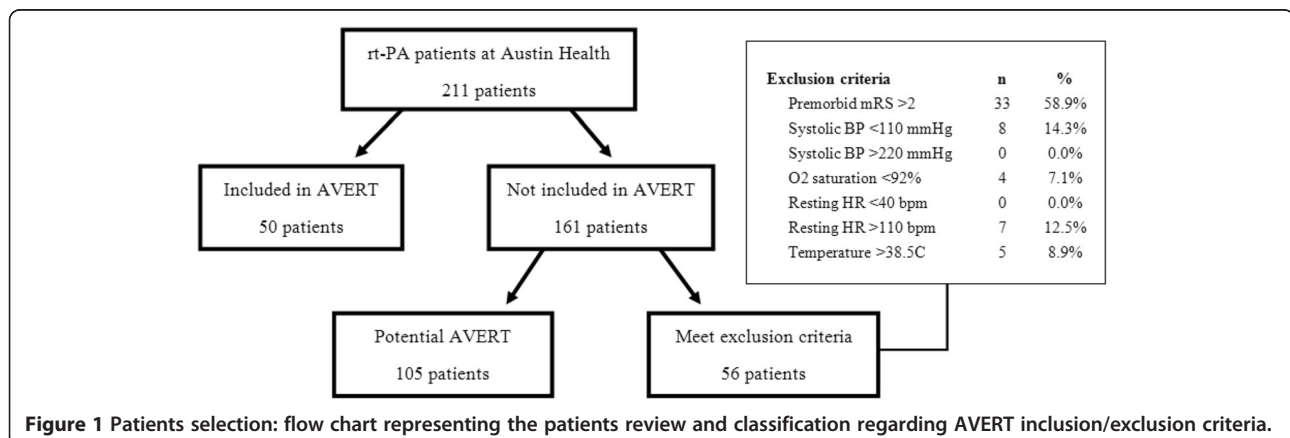 rt-PA patients at Austin Health
211 patients
Included in AVERT
50 patients
Not included in AVERT
161 patients
Potential AVERT
105 patients
Meet exclusion criteria
56 patients
Exclusion criteria n %
Premorbid mRS >2 33 58.9%
Systolic BP <110 mmHg 8 14.3%
Systolic BP >220 mmHg 0 0.0%
O2 saturation <92% 4 7.1%
Resting HR <40 bpm 0 0.0%
Resting HR >110 bpm 7 12.5%
Temperature >38.5C 5 8.9%
Figure 1 Patients selection: flow chart representing the patients review and classification regarding AVERT inclusion/exclusion criteria.